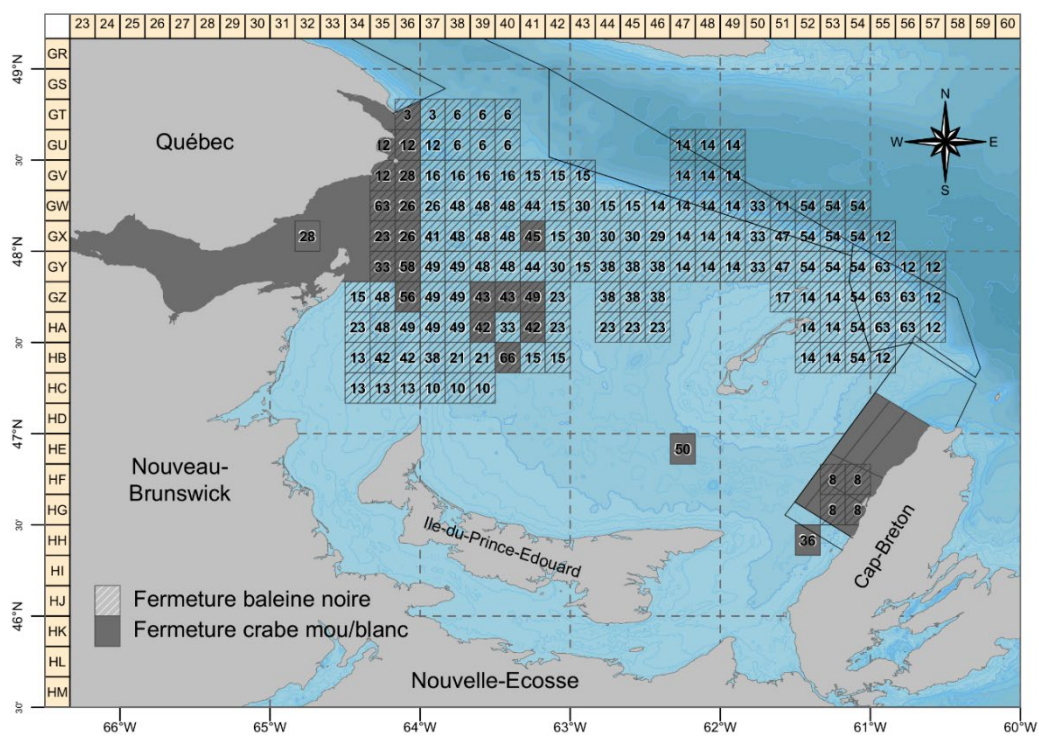 23 24 25 26 27 28 29 30 31 32 33 34 35 36 37 38 39 40 41 42 43 44 45 46 47 48 49 50 51 52 53 54 55 56 57 58 59 60
GR
49°N
GS
N
GT 3 3 6 6 6
Québec
GU 12 12 12 6 6 6 14 14 14
W E
30'
GV 12 28 16 16 16 16 15 15 15 14 14 14
S
GW 63 26 26 48 48 48 44 15 30 15 15 14 14 14 14 33 11 54 54 54
GX 28 23 26 41 48 48 48 45 15 30 30 30 29 14 14 14 33 47 54 54 54 12
48°N
GY 33 58 49 49 48 48 44 30 15 38 38 38 14 14 14 33 47 54 54 54 63 12 12
GZ 15 48 56 49 49 43 43 49 23 44 38 38 17 14 14 54 63 63 12
HA 23 48 49 49 49 42 33 42 23 23 23 23 14 14 54 63 63 12
30'
HB 13 42 42 38 21 21 66 15 15 14 14 54 12
HC 13 13 13 10 10 10
HD
47°N
HE 50
Nouveau-
Brunswick
HF 8 8
HG 8 8
30'
Ile-du-Prince-Edouard
HH 36
Cap-Breton
HI
HJ Fermeture baleine noire
46°N
HK Fermeture crabe mou/blanc
HL
Nouvelle-Ecosse
HM
30'
66°W 65°W 64°W 63°W 62°W 61°W 60°W